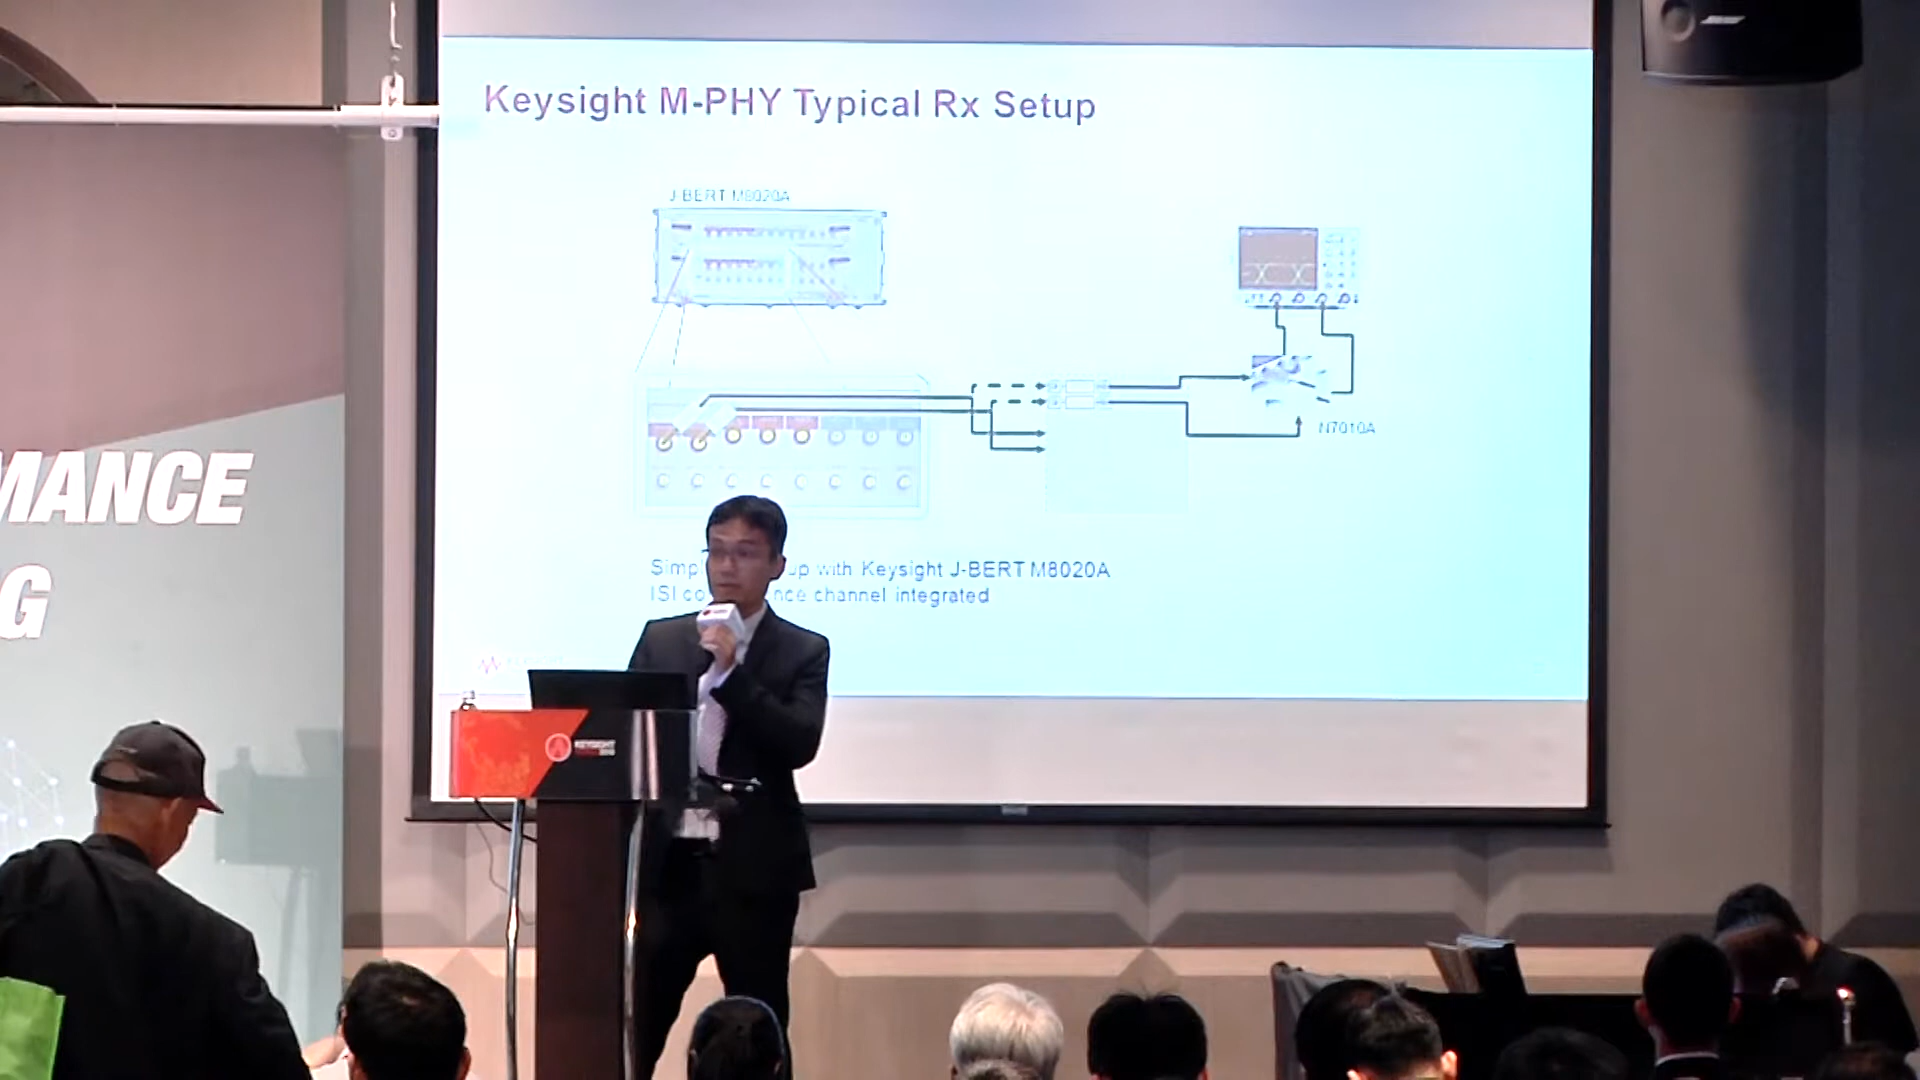 Keysight M-PHY Typical Rx Setup
J-BERT M8020A
N7010A
Simp up with Keysight J-BERT M8020A
ISI co nce channel integrated
MANCE
G
KEYSIGHT